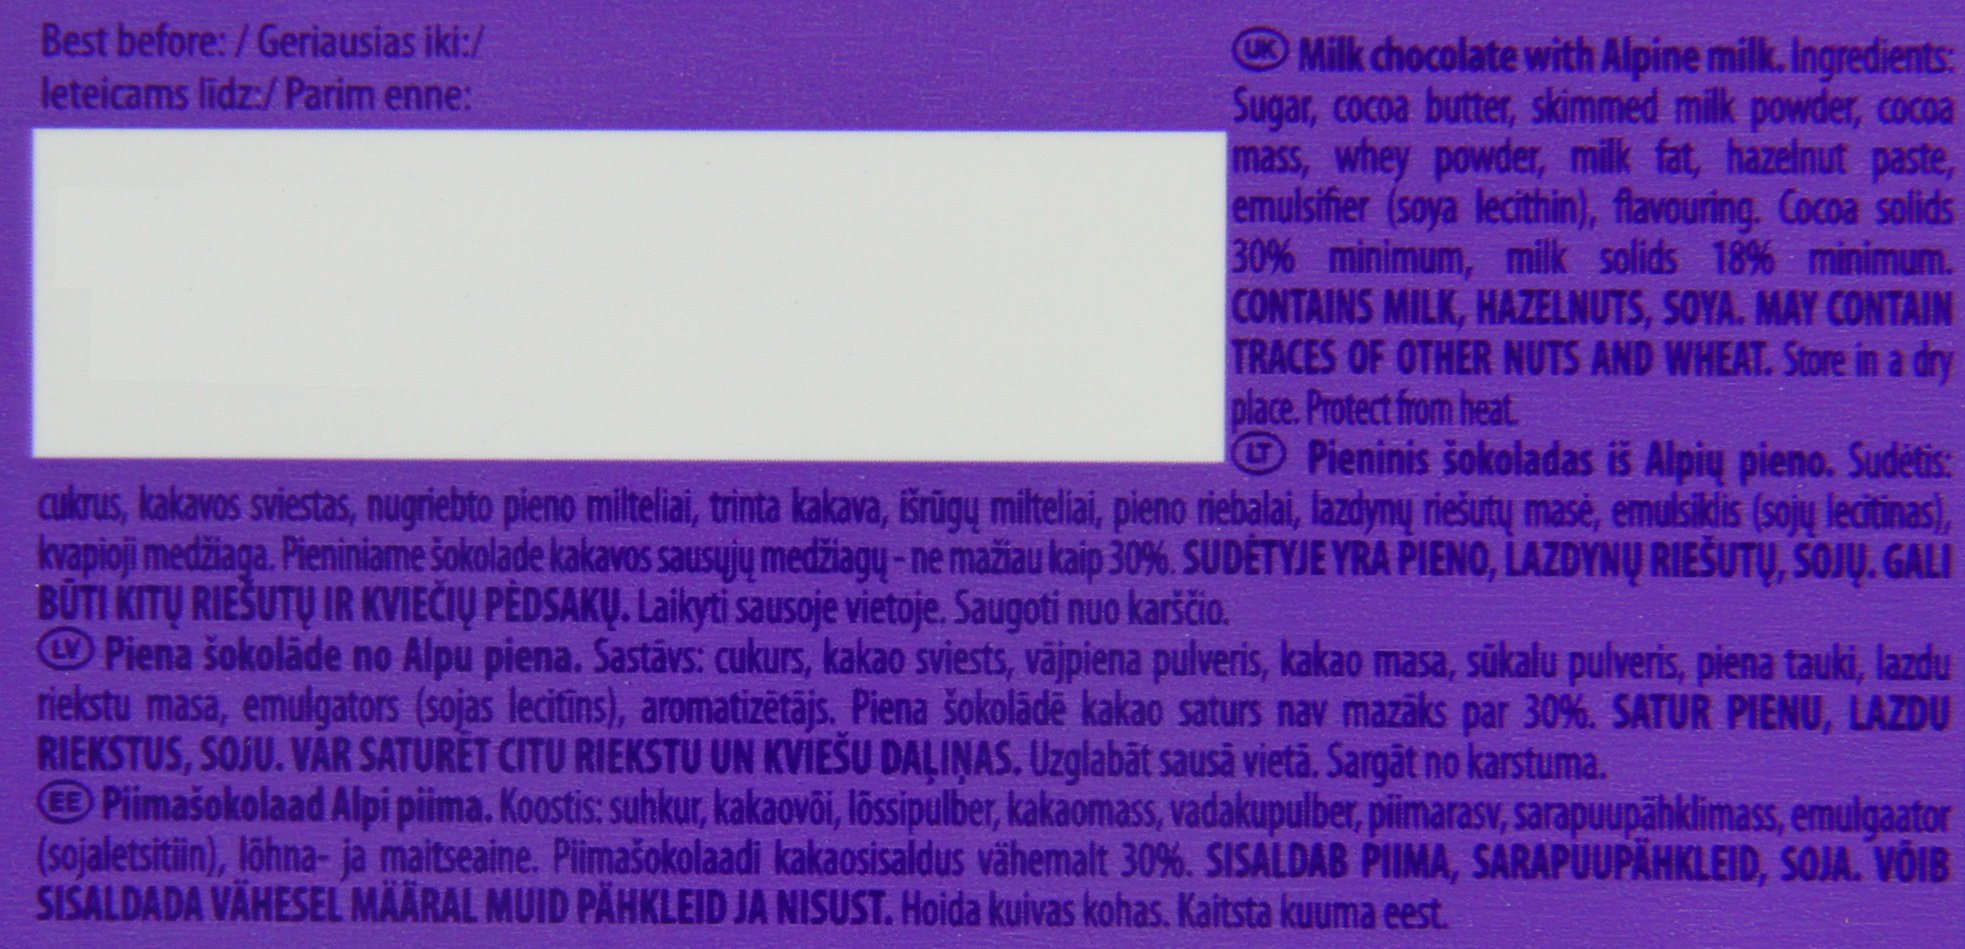 Best before: / Geriausias iki:/
Ieteicams līdz:/ Parim enne:
UK Milk chocolate with Alpine milk. Ingredients:
Sugar, cocoa butter, skimmed milk powder, cocoa
mass, whey powder, milk fat, hazelnut paste,
emulsifier (soya lecithin), flavouring. Cocoa solids
30% minimum, milk solids 18% minimum.
CONTAINS MILK, HAZELNUTS, SOYA. MAY CONTAIN
TRACES OF OTHER NUTS AND WHEAT. Store in a dry
place. Protect from heat.
LT Pieninis šokoladas iš Alpių pieno. Sudėtis:
cukrus, kakavos sviestas, nugriebto pieno milteliai, trinta kakava, išrūgų milteliai, pieno riebalai, lazdynų riešutų masė, emulsiklis (sojų lecitinas),
kvapioji medžiaga. Pieniniame šokolade kakavos sausųjų medžiagų - ne mažiau kaip 30%. SUDĖTYJE YRA PIENO, LAZDYNŲ RIEŠUTŲ, SOJŲ. GALI
BŪTI KITŲ RIEŠUTŲ IR KVIEČIŲ PĖDSAKŲ. Laikyti sausoje vietoje. Saugoti nuo karščio.
LV Piena šokolāde no Alpu piena. Sastāvs: cukurs, kakao sviests, vājpiena pulveris, kakao masa, sūkalu pulveris, piena tauki, lazdu
riekstu masa, emulgators (sojas lecitīns), aromatizētājs. Piena šokolādē kakao saturs nav mazāks par 30%. SATUR PIENU, LAZDU
RIEKSTUS, SOJU. VAR SATURĒT CITU RIEKSTU UN KVIEŠU DAĻIŅAS. Uzglabāt sausā vietā. Sargāt no karstuma.
EE Piimašokolaad Alpi piima. Koostis: suhkur, kakaovõi, lõssipulber, kakaomass, vadakupulber, piimarasv, sarapuupähklimass, emulgaator
(sojaletsitiin), lõhna- ja maitseaine. Piimašokolaadi kakaosisaldus vähemalt 30%. SISALDAB PIIMA, SARAPUUPÄHKLEID, SOJA. VÕIB
SISALDADA VÄHESEL MÄÄRAL MUID PÄHKLEID JA NISUST. Hoida kuivas kohas. Kaitsta kuuma eest.